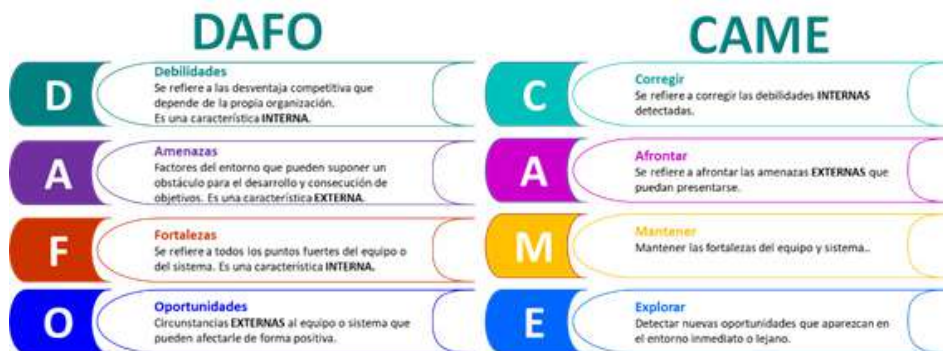 DAFO
D
Debilidades
Se refiere a las desventaja competitiva que
depende de la propia organización.
Es una característica INTERNA.
A
Amenazas
Factores del entorno que pueden suponer un
obstáculo para el desarrollo y consecución de
objetivos. Es una característica EXTERNA.
F
Fortalezas
Se refiere a todos los puntos fuertes del equipo o
del sistema. Es una característica INTERNA.
O
Oportunidades
Circunstancias EXTERNAS al equipo o sistema que
pueden afectarle de forma positiva.
CAME
C
Corregir
Se refiere a corregir las debilidades INTERNAS
detectadas.
A
Afrontar
Se refiere a afrontar las amenazas EXTERNAS que
puedan presentarse.
M
Mantener
Mantener las fortalezas del equipo y sistema..
E
Explorar
Detectar nuevas oportunidades que aparezcan en
el entorno inmediato o lejano.